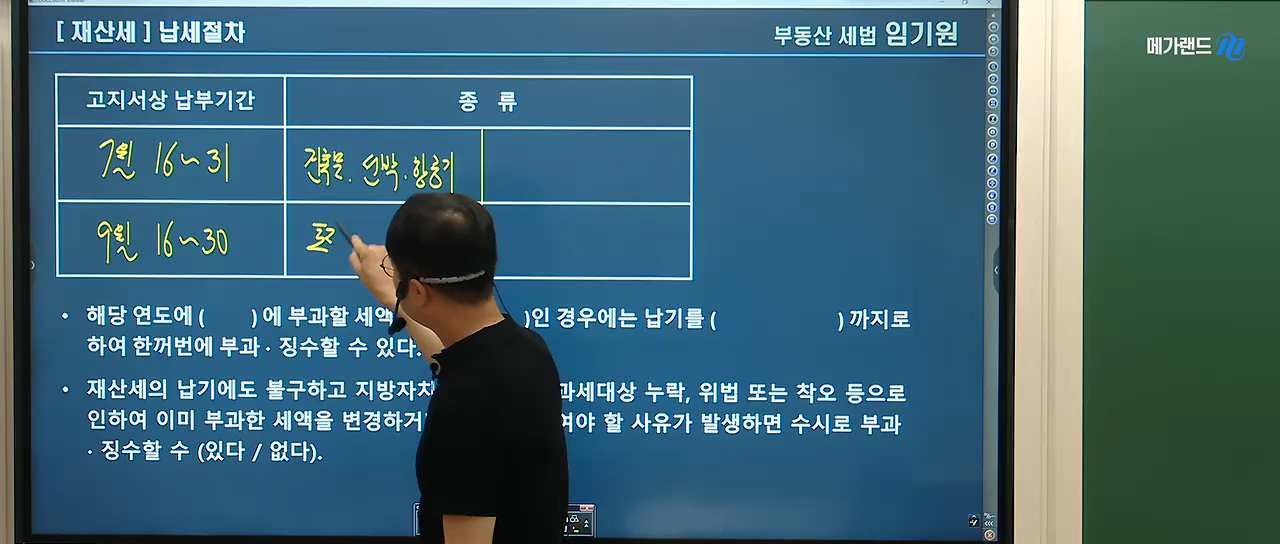 [ 재산세 ] 납세절차
부동산 세법 임기원
메가랜드
고지서상 납부기간
종 류
7월 16~31
건축물. 선박. 항공기
9월 16~30
• 해당 연도에 ( ) 에 부과할 세액 )인 경우에는 납기를 ( ) 까지로
하여 한꺼번에 부과 · 징수할 수 있다.
• 재산세의 납기에도 불구하고 지방자치 과세대상 누락, 위법 또는 착오 등으로
인하여 이미 부과한 세액을 변경하거 여야 할 사유가 발생하면 수시로 부과
· 징수할 수 (있다 / 없다).